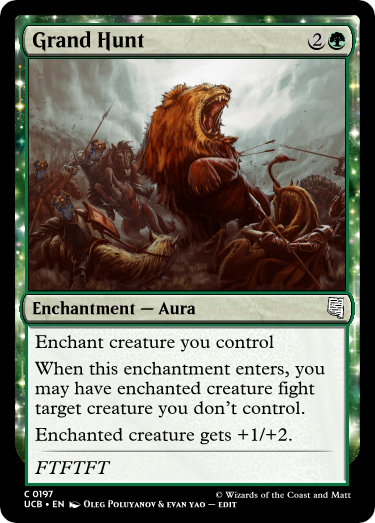 Grand Hunt 2
Enchantment — Aura
Enchant creature you control
When this enchantment enters, you
may have enchanted creature fight
target creature you don't control.
Enchanted creature gets +1/+2.
FTFTFT
C 0197
UCB • EN Oleg Poluyanov & evan yao — edit
© Wizards of the Coast and Matt